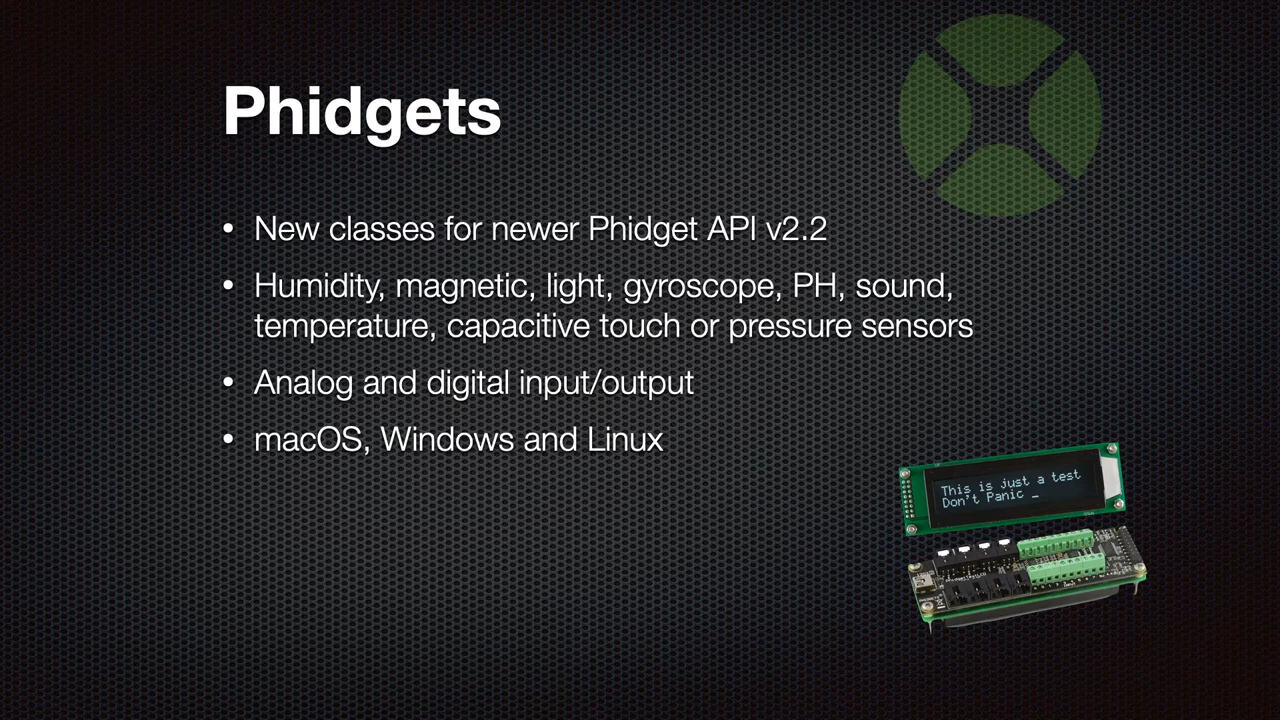 Phidgets
• New classes for newer Phidget API v2.2
• Humidity, magnetic, light, gyroscope, PH, sound,
temperature, capacitive touch or pressure sensors
• Analog and digital input/output
• macOS, Windows and Linux
This is just a test
Don't Panic _